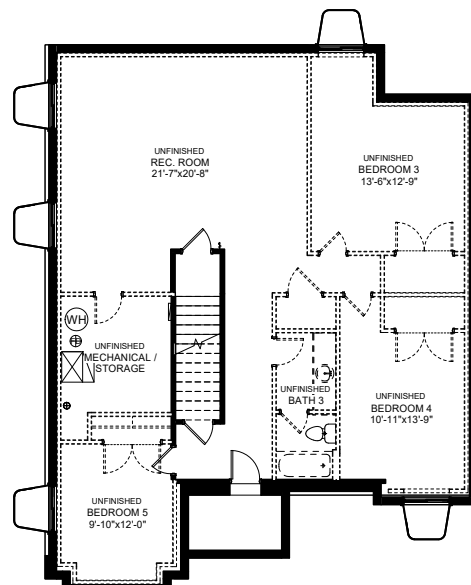 UNFINISHED
REC. ROOM
21'-7"x20'-8"
UNFINISHED
BEDROOM 3
13'-6"x12'-9"
WH
UNFINISHED
MECHANICAL /
STORAGE
UNFINISHED
BATH 3
UNFINISHED
BEDROOM 4
10'-11"x13'-9"
UNFINISHED
BEDROOM 5
9'-10"x12'-0"